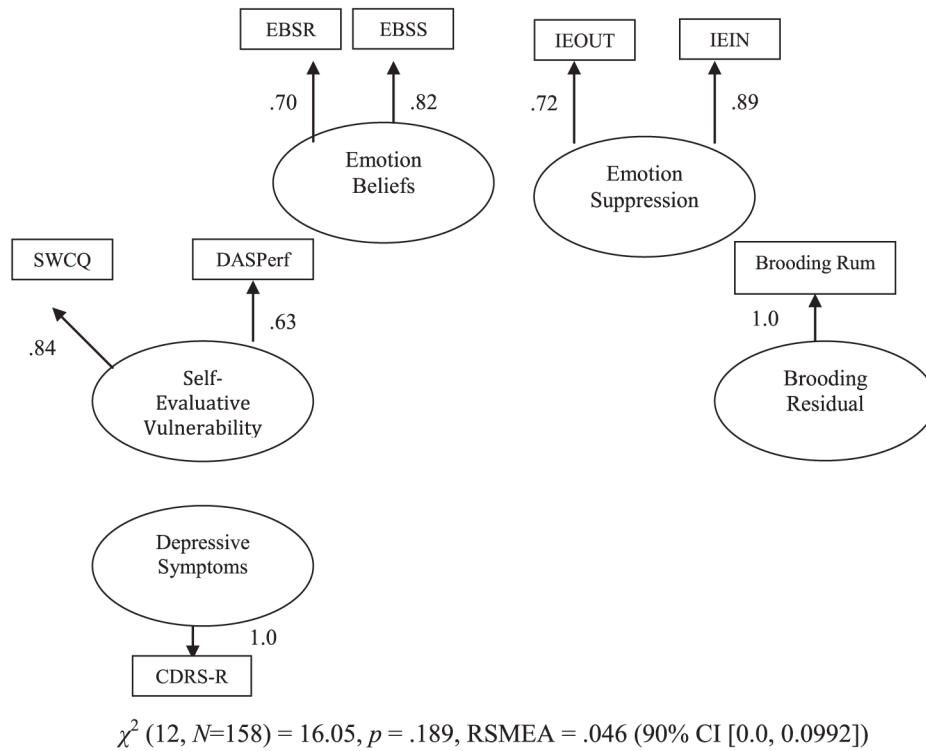 EBSR
EBSS
IEOUT
IEIN
.70
.82
.72
.89
Emotion
Beliefs
Emotion
Suppression
SWCQ
DASPerf
Brooding Rum
.84
.63
1.0
Self-
Evaluative
Vulnerability
Brooding
Residual
Depressive
Symptoms
1.0
CDRS-R
χ² (12, N=158) = 16.05, p = .189, RSMEA = .046 (90% CI [0.0, 0.0992])